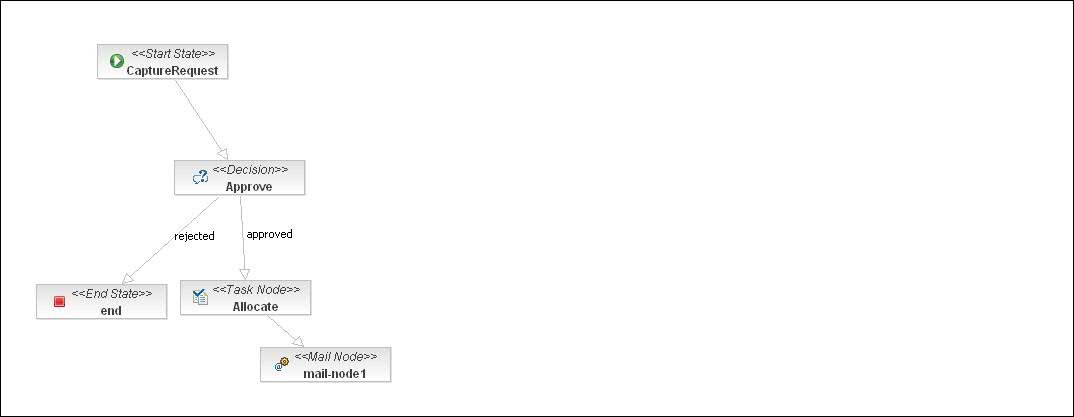 <<Start State>>
CaptureRequest
<<Decision>>
Approve
rejected
approved
<<End State>>
end
<<Task Node>>
Allocate
<<Mail Node>>
mail-node1